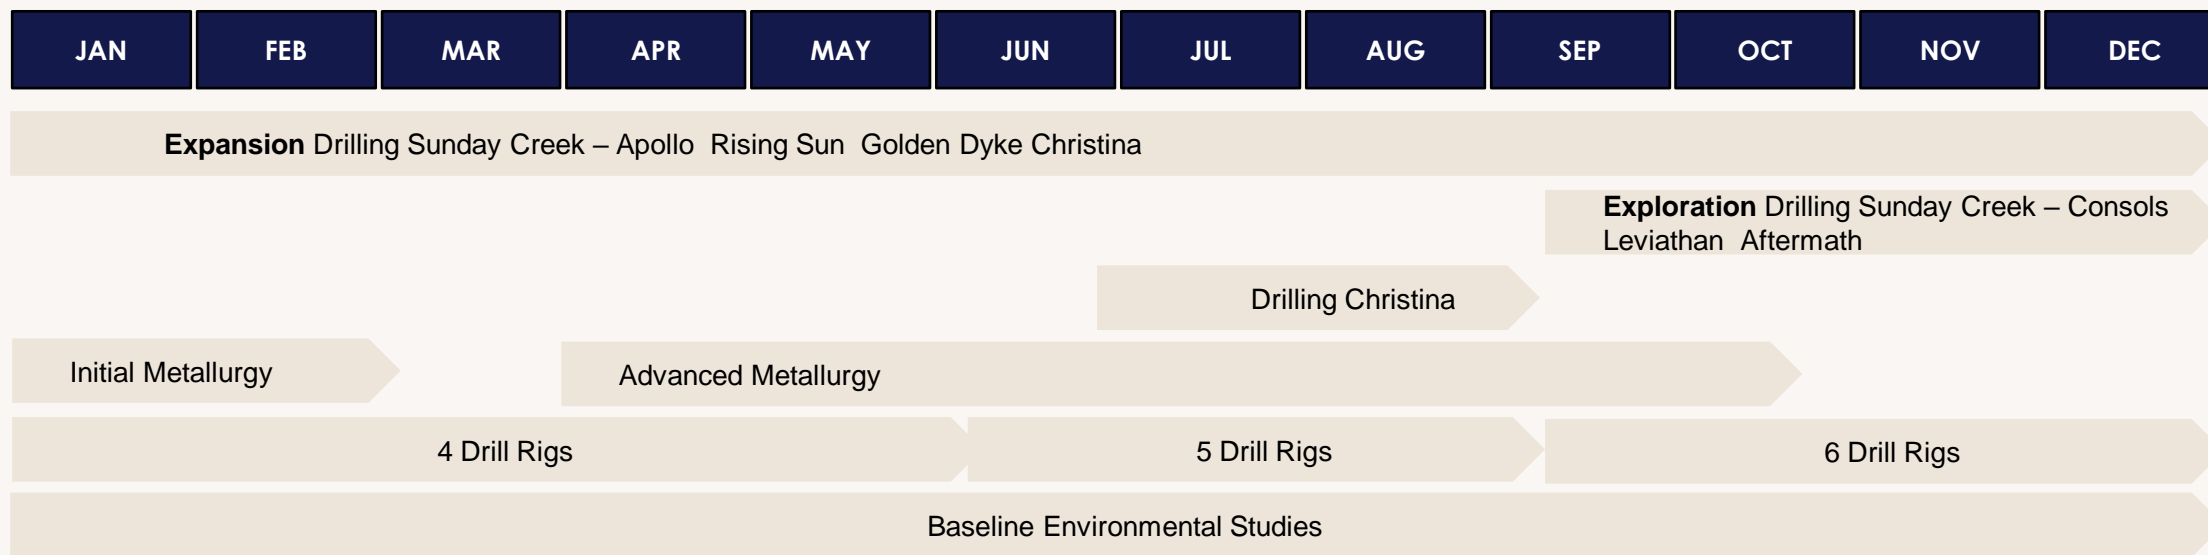 JAN FEB MAR APR MAY JUN JUL AUG SEP OCT NOV DEC
Expansion Drilling Sunday Creek – Apollo Rising Sun Golden Dyke Christina
Exploration Drilling Sunday Creek – Consols
Leviathan Aftermath
Drilling Christina
Initial Metallurgy
Advanced Metallurgy
4 Drill Rigs
5 Drill Rigs
6 Drill Rigs
Baseline Environmental Studies